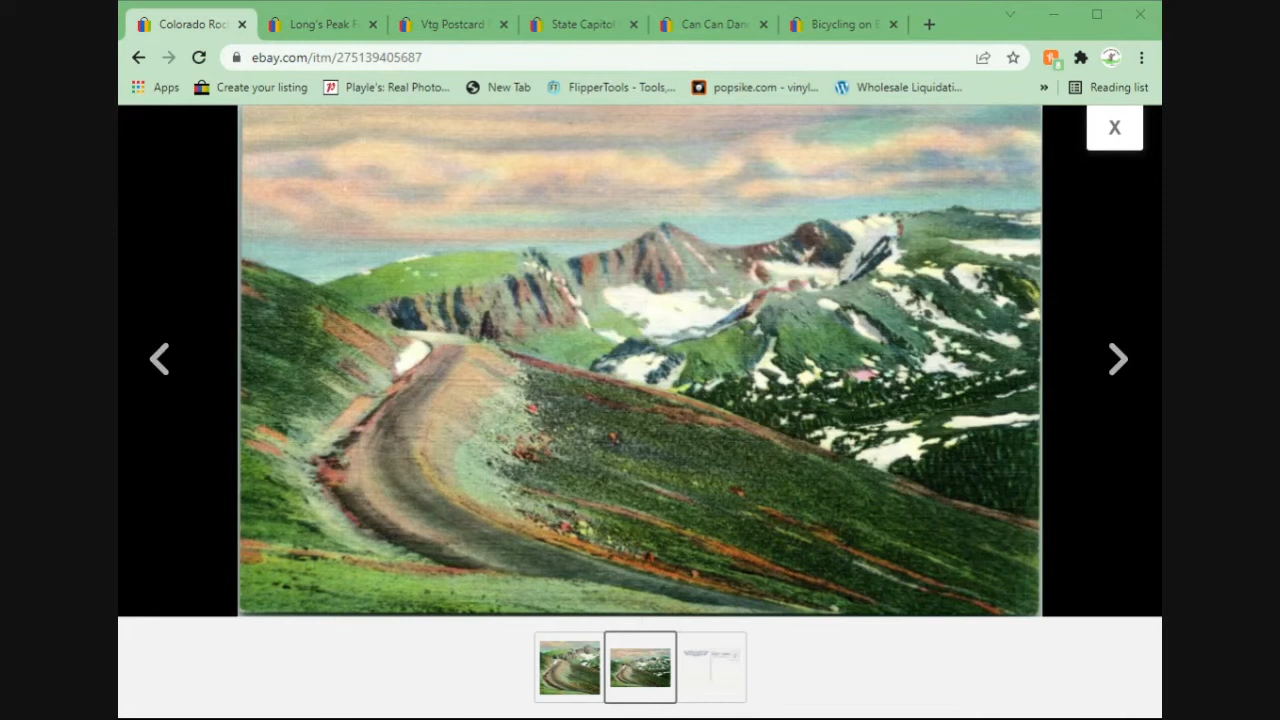 Colorado Roc
Long's Peak F
Vtg Postcard
State Capitol
Can Can Danc
Bicycling on E
ebay.com/itm/275139405687
8
Apps
Create your listing
Playle's: Real Photo...
New Tab
FlipperTools - Tools,...
popsike.com - vinyl...
Wholesale Liquidati...
»
Reading list
X